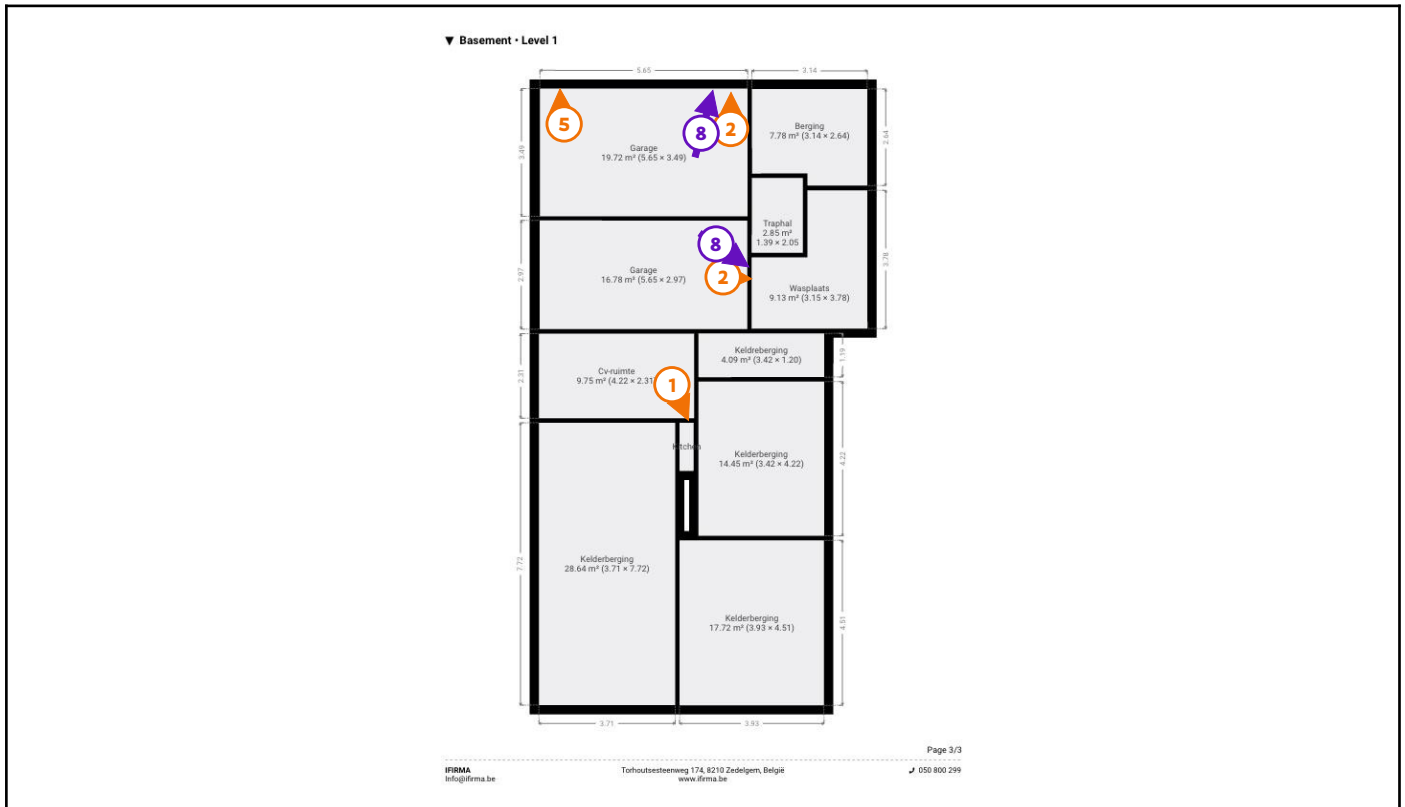 ▼ Basement • Level 1
5.65
3.14
5
8
2
Berging
7.78 m² (3.14 × 2.64)
2.64
3.49
Garage
19.72 m² (5.65 × 3.49)
Traphal
2.85 m²
1.39 × 2.05
8
2
2.97
Garage
16.78 m² (5.65 × 2.97)
3.78
Wasplaats
9.13 m² (3.15 × 3.78)
Keldreberging
4.09 m² (3.42 × 1.20)
1.19
2.31
Cv-ruimte
9.75 m² (4.22 × 2.31
1
Kitchen
Kelderberging
14.45 m² (3.42 × 4.22)
4.22
7.72
Kelderberging
28.64 m² (3.71 × 7.72)
Kelderberging
17.72 m² (3.93 × 4.51)
4.51
3.71
3.93
Page 3/3
IFIRMA
Info@ifirma.be
Torhoutsesteenweg 174, 8210 Zedelgem, België
www.ifirma.be
050 800 299